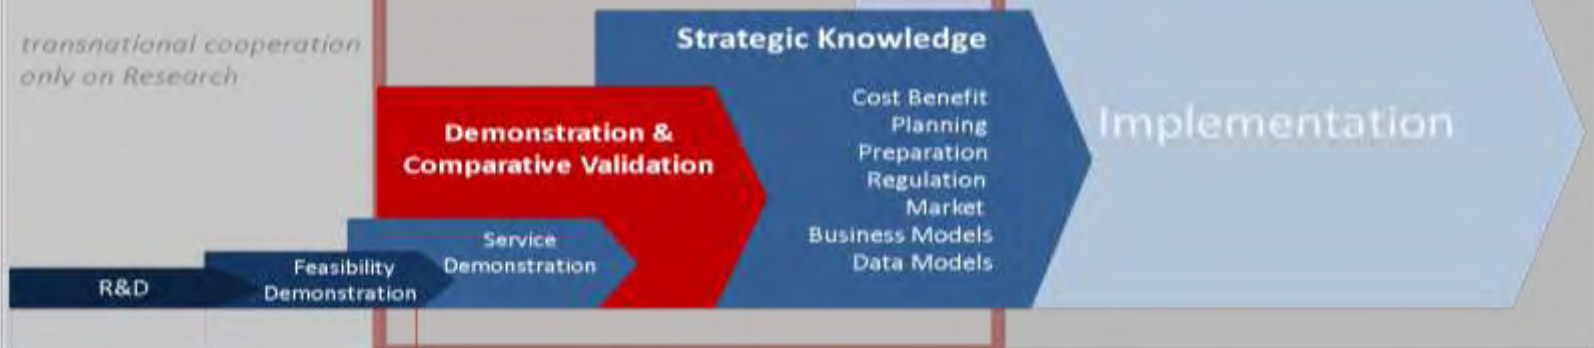 transnational cooperation
only on Research
Strategic Knowledge
Cost Benefit
Planning
Preparation
Regulation
Market
Business Models
Data Models
Implementation
Demonstration &
Comparative Validation
Service
Demonstration
Feasibility
Demonstration
R&D